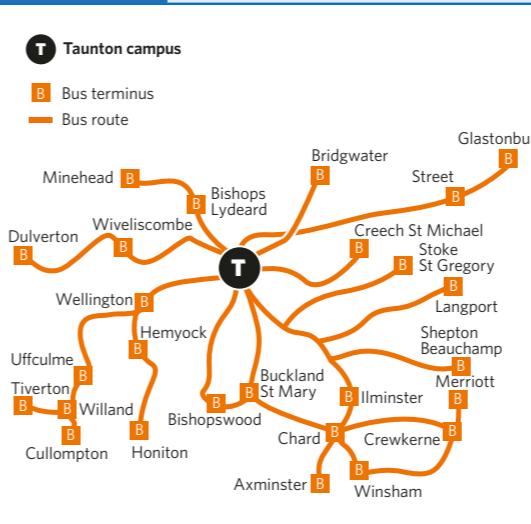 T Taunton campus
B Bus terminus
Bus route
Glastonbu
Bridgwater
Street
Minehead
Bishops
Lydeard
Wiveliscombe
Dulverton
Creech St Michael
Stoke
St Gregory
T
Wellington
Langport
Hemyock
Shepton
Beauchamp
Uffculme
Merriott
Tiverton
Buckland
St Mary
Ilminster
Willand
Bishopswood
Chard
Crewkerne
Cullompton
Honiton
Axminster
Winsham